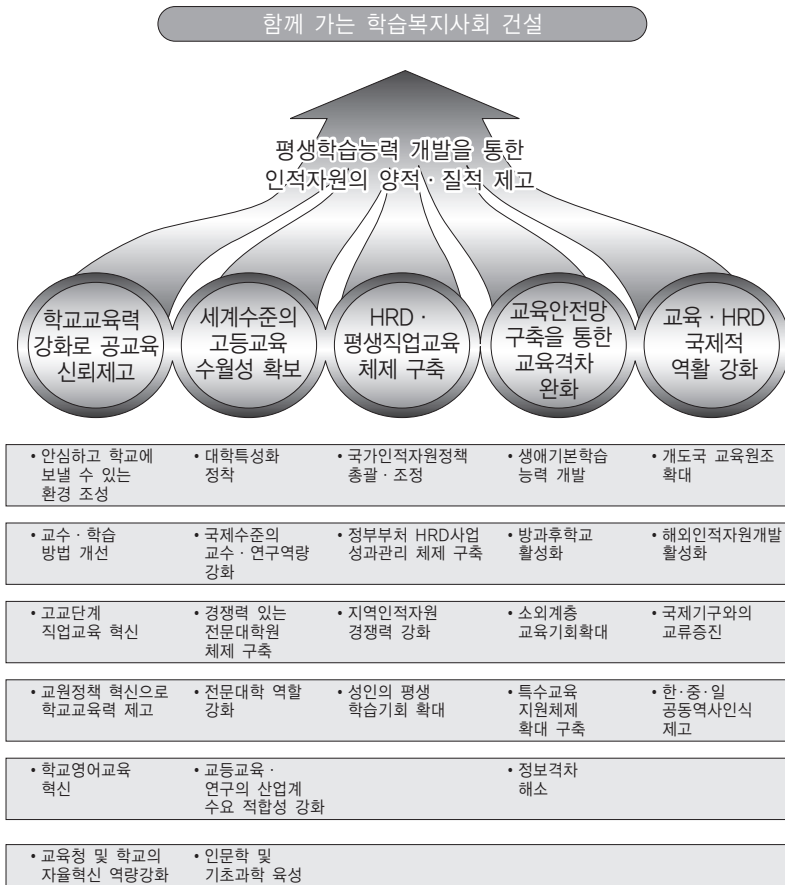 함께 가는 학습복지사회 건설
평생학습능력 개발을 통한
인적자원의 양적·질적 제고
학교교육력
강화로 공교육
신뢰제고
세계수준의
고등교육
수월성 확보
HRD·
평생직업교육
체제 구축
교육안전망
구축을 통한
교육격차
완화
교육·HRD
국제적
역활 강화
• 안심하고 학교에
보낼 수 있는
환경 조성
• 대학특성화
정착
• 국가인적자원정책
총괄·조정
• 생애기본학습
능력 개발
• 개도국 교육원조
확대
• 교수·학습
방법 개선
• 국제수준의
교수·연구역량
강화
• 정부부처 HRD사업
성과관리 체제 구축
• 방과후학교
활성화
• 해외인적자원개발
활성화
• 고교단계
직업교육 혁신
• 경쟁력 있는
전문대학원
체제 구축
• 지역인적자원
경쟁력 강화
• 소외계층
교육기회확대
• 국제기구와의
교류증진
• 교원정책 혁신으로
학교교육력 제고
• 전문대학 역할
강화
• 성인의 평생
학습기회 확대
• 특수교육
지원체제
확대 구축
• 한·중·일
공동역사인식
제고
• 학교영어교육
혁신
• 교등교육·
연구의 산업계
수요 적합성 강화
• 정보격차
해소
• 교육청 및 학교의
자율혁신 역량강화
• 인문학 및
기초과학 육성